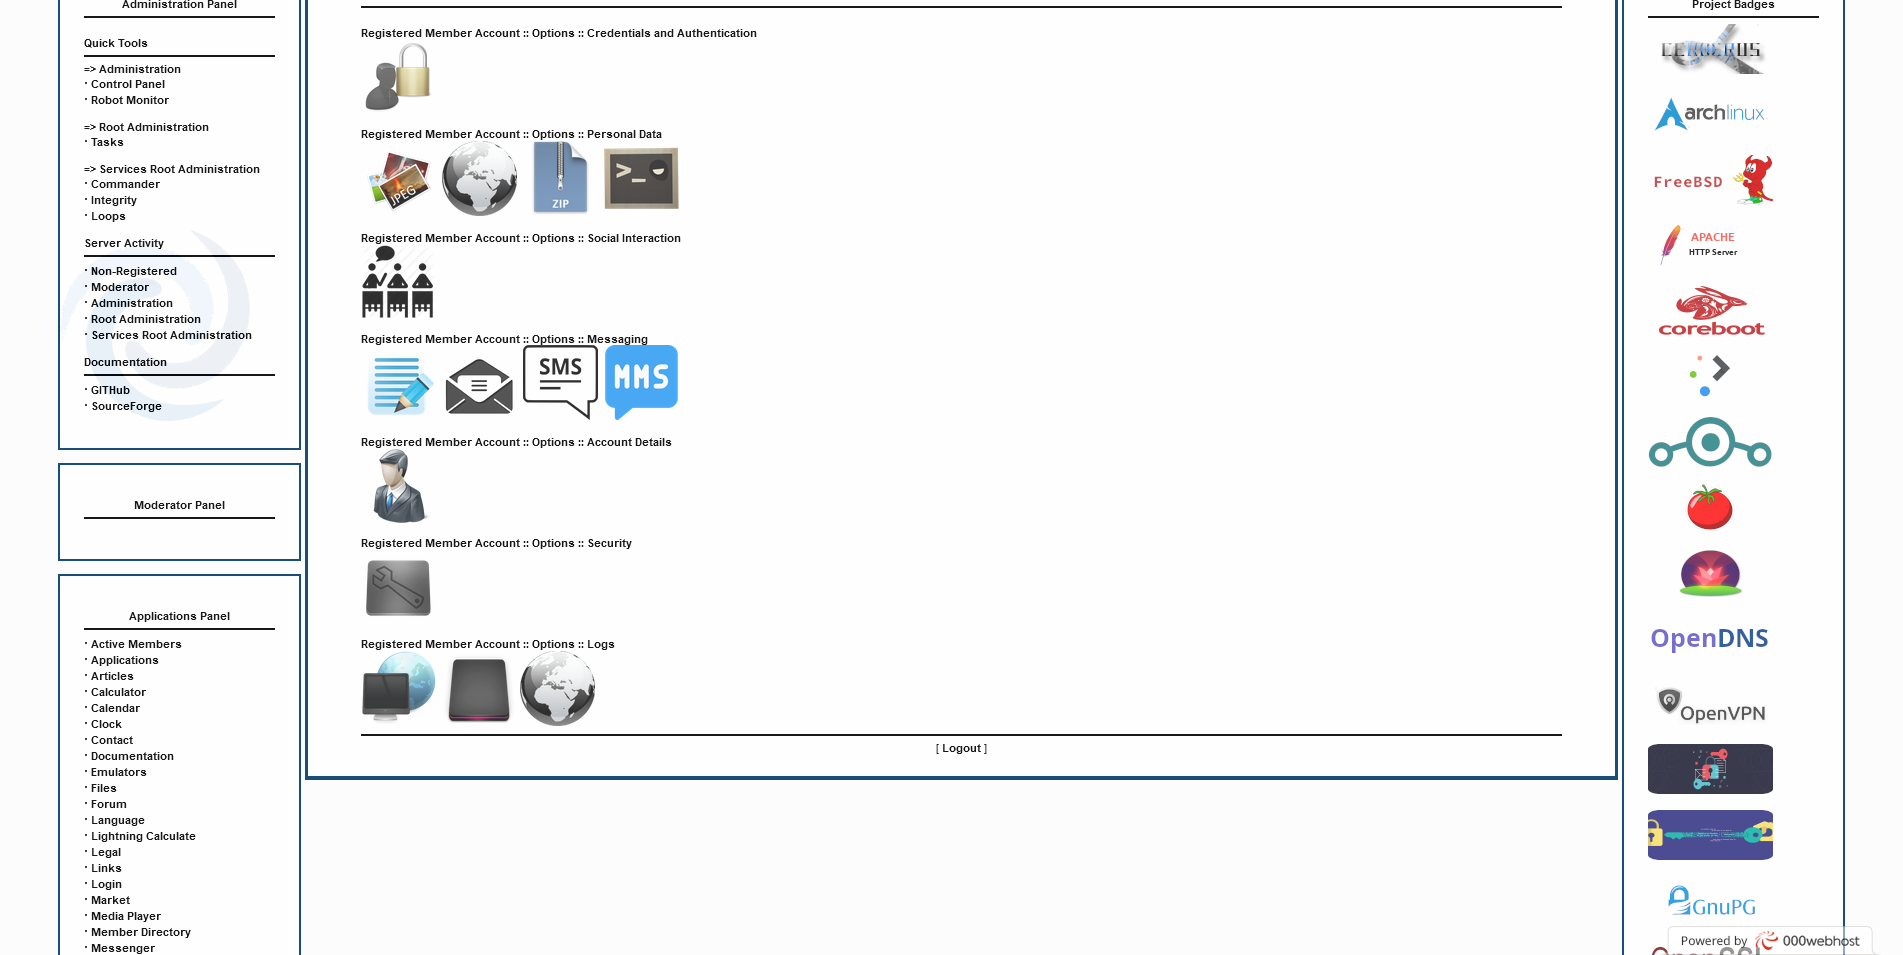 Administration Panel
Quick Tools
=> Administration
· Control Panel
· Robot Monitor
=> Root Administration
· Tasks
=> Services Root Administration
· Commander
· Integrity
· Loops
Server Activity
· Non-Registered
· Moderator
· Administration
· Root Administration
· Services Root Administration
Documentation
· GITHub
· SourceForge
Moderator Panel
Applications Panel
· Active Members
· Applications
· Articles
· Calculator
· Calendar
· Clock
· Contact
· Documentation
· Emulators
· Files
· Forum
· Language
· Lightning Calculate
· Legal
· Links
· Login
· Market
· Media Player
· Member Directory
· Messenger
Registered Member Account :: Options :: Credentials and Authentication
Registered Member Account :: Options :: Personal Data
JPEG
ZIP
>_
Registered Member Account :: Options :: Social Interaction
Registered Member Account :: Options :: Messaging
SMS
MMS
Registered Member Account :: Options :: Account Details
Registered Member Account :: Options :: Security
Registered Member Account :: Options :: Logs
[ Logout ]
Project Badges
CERBERUS
archlinux
FreeBSD
APACHE
HTTP Server
coreboot
OpenDNS
OpenVPN
GnuPG
Powered by 000webhost